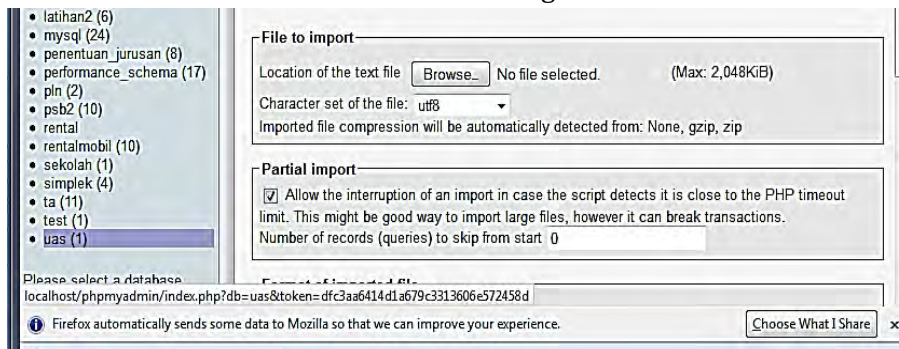 latihan2 (6)
mysql (24)
penentuan_jurusan (8)
performance_schema (17)
pln (2)
psb2 (10)
rental
rentalmobil (10)
sekolah (1)
simplek (4)
ta (11)
test (1)
uas (1)
Please select a database
File to import
Location of the text file Browse_ No file selected. (Max: 2,048KiB)
Character set of the file: utf8
Imported file compression will be automatically detected from: None, gzip, zip
Partial import
Allow the interruption of an import in case the script detects it is close to the PHP timeout
limit. This might be good way to import large files, however it can break transactions.
Number of records (queries) to skip from start 0
Format of imported file
localhost/phpmyadmin/index.php?db=uas&token=dfc3aa6414d1a679c3313606e572458d
Firefox automatically sends some data to Mozilla so that we can improve your experience. Choose What I Share x